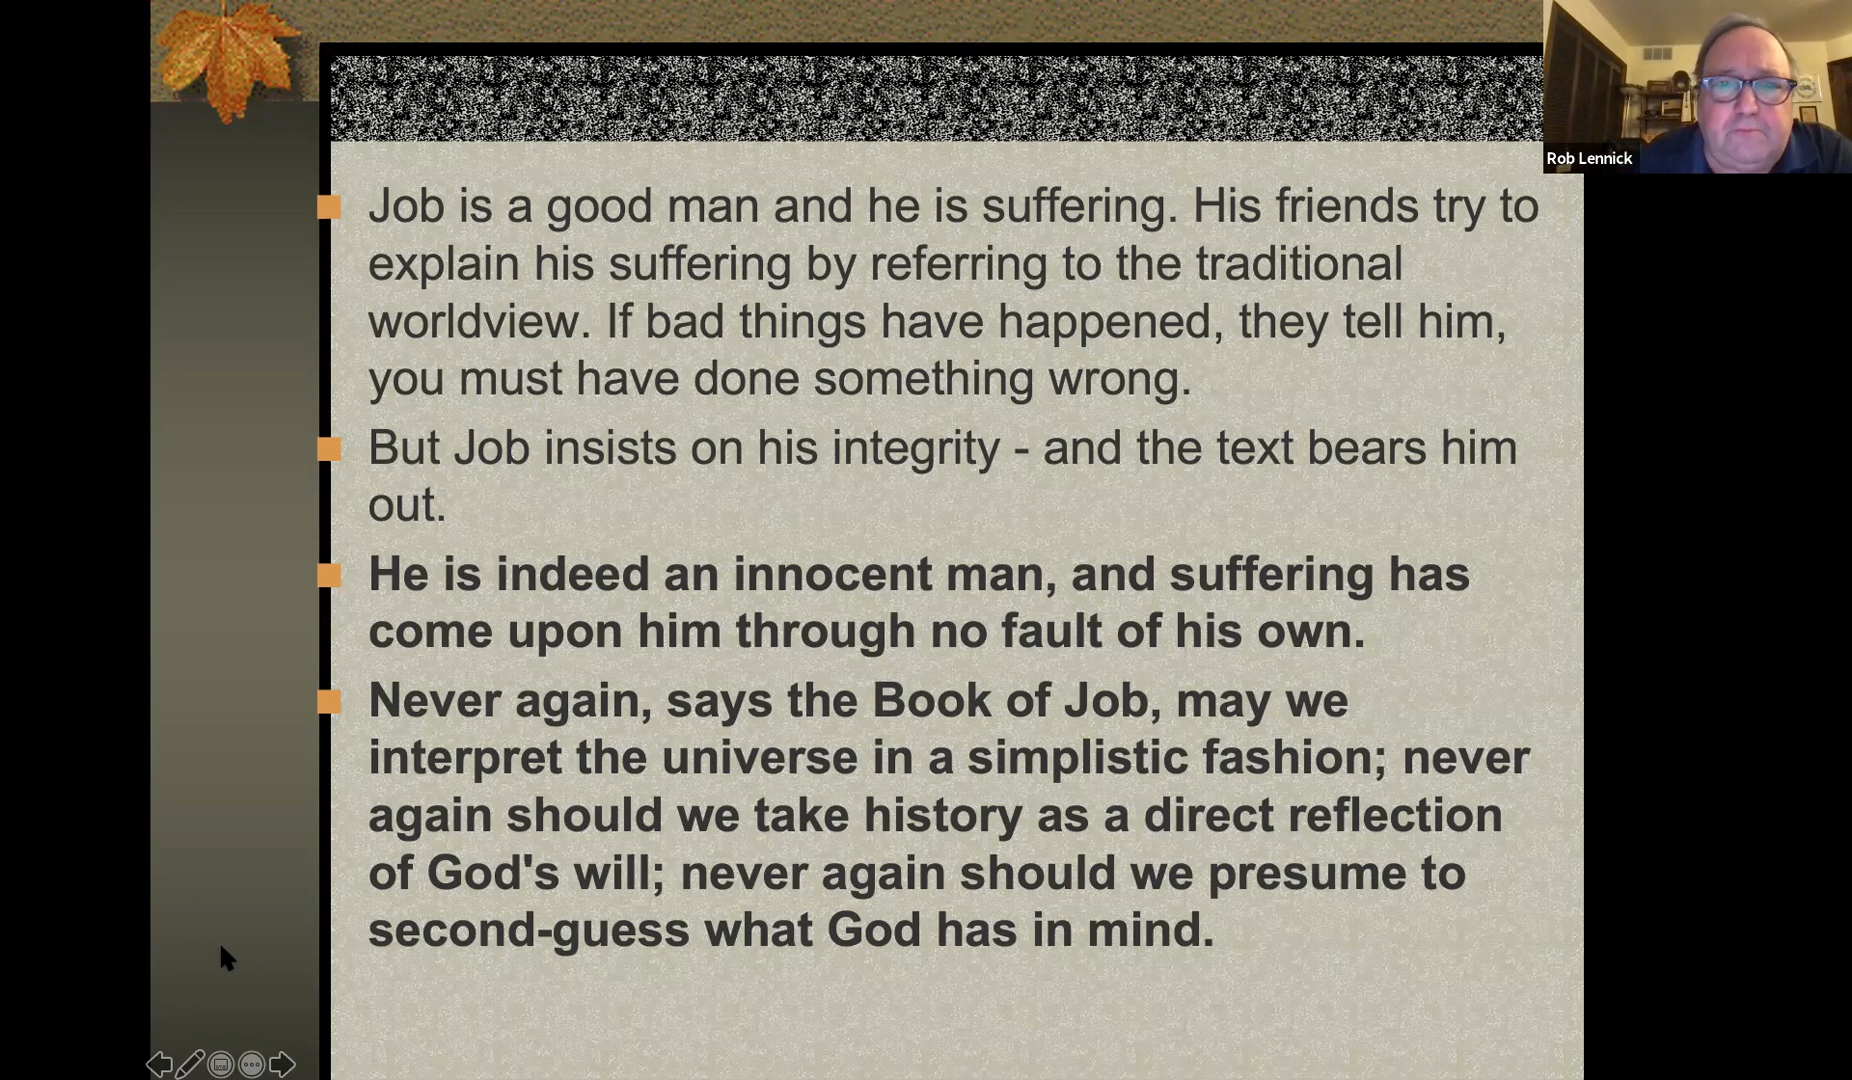 Rob Lennick
Job is a good man and he is suffering. His friends try to
explain his suffering by referring to the traditional
worldview. If bad things have happened, they tell him,
you must have done something wrong.
But Job insists on his integrity - and the text bears him
out.
He is indeed an innocent man, and suffering has
come upon him through no fault of his own.
Never again, says the Book of Job, may we
interpret the universe in a simplistic fashion; never
again should we take history as a direct reflection
of God's will; never again should we presume to
second-guess what God has in mind.